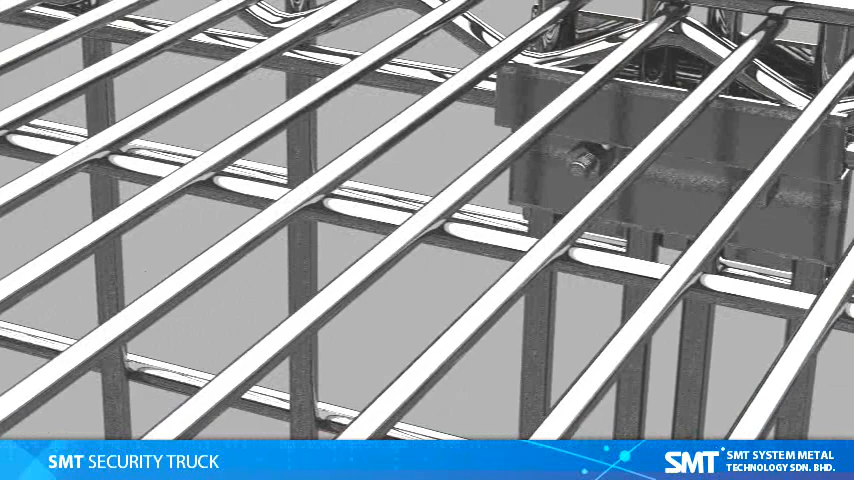 SMT SECURITY TRUCK
SMT
SMT SYSTEM METAL
TECHNOLOGY SDN. BHD.